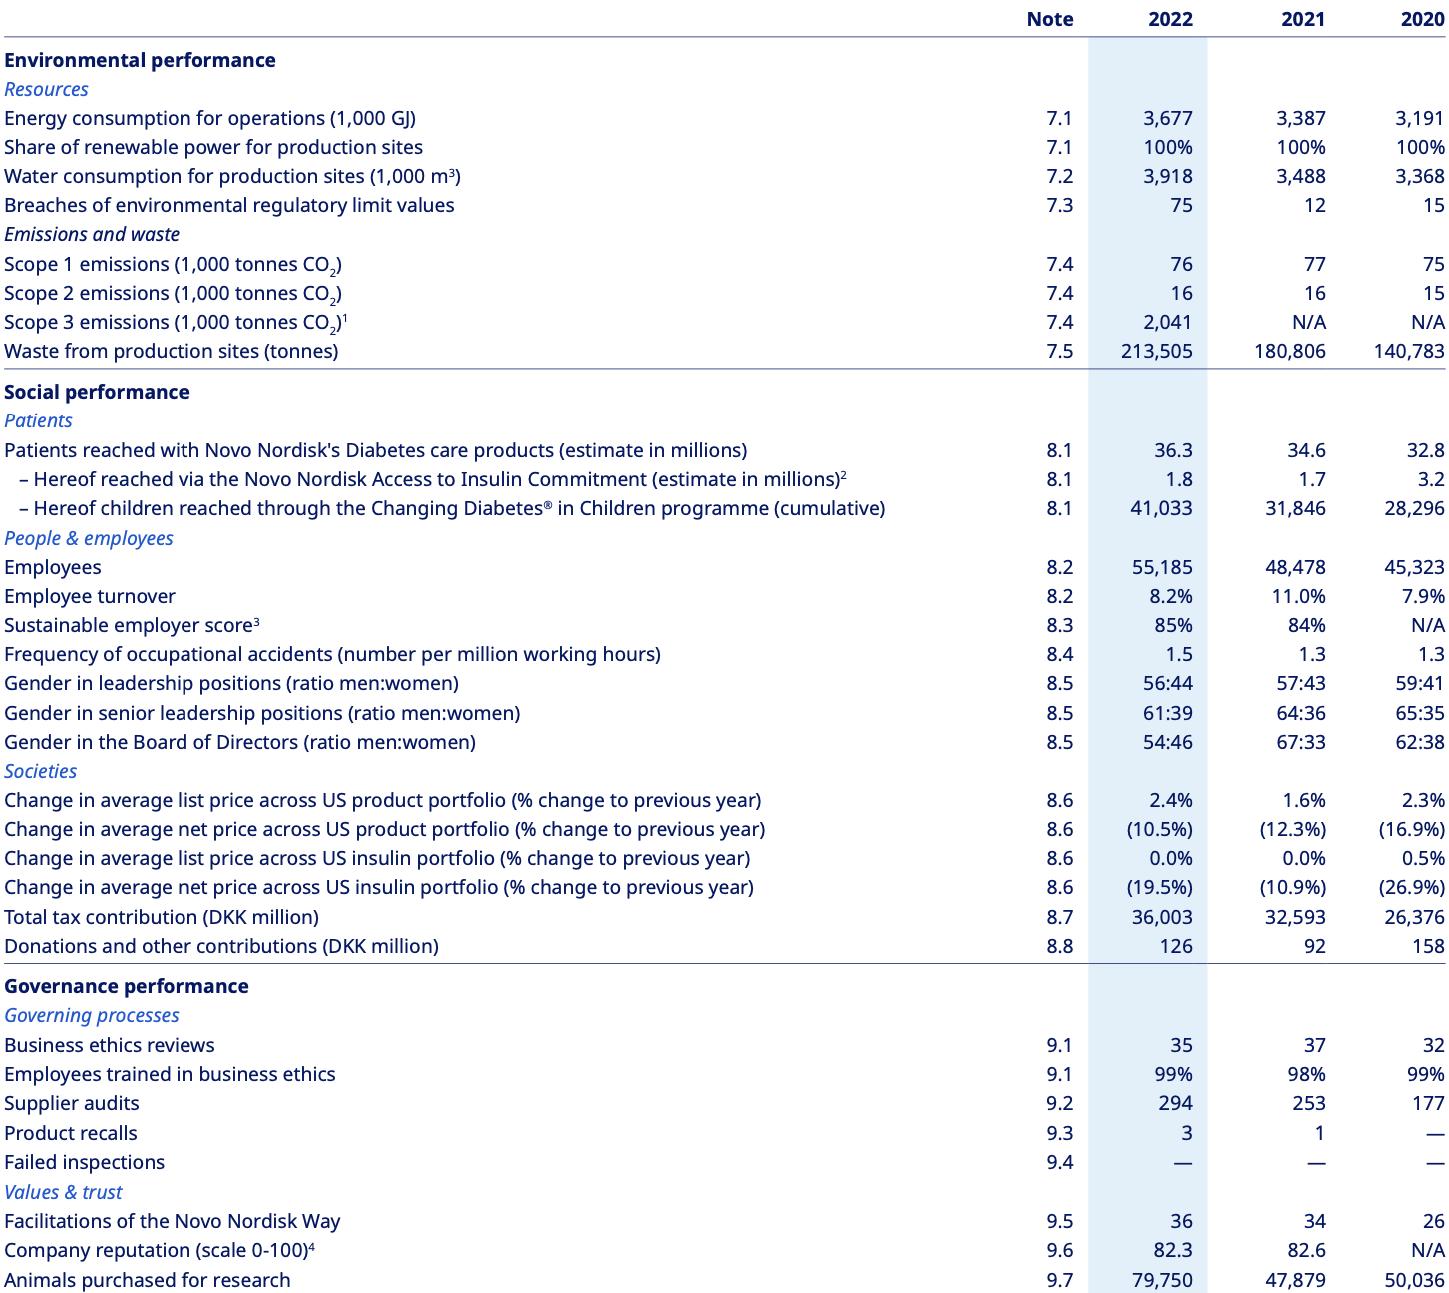 Note 2022 2021 2020
Environmental performance
Resources
Energy consumption for operations (1,000 GJ) 7.1 3,677 3,387 3,191
Share of renewable power for production sites 7.1 100% 100% 100%
Water consumption for production sites (1,000 m³) 7.2 3,918 3,488 3,368
Breaches of environmental regulatory limit values 7.3 75 12 15
Emissions and waste
Scope 1 emissions (1,000 tonnes CO₂) 7.4 76 77 75
Scope 2 emissions (1,000 tonnes CO₂) 7.4 16 16 15
Scope 3 emissions (1,000 tonnes CO₂)¹ 7.4 2,041 N/A N/A
Waste from production sites (tonnes) 7.5 213,505 180,806 140,783
Social performance
Patients
Patients reached with Novo Nordisk's Diabetes care products (estimate in millions) 8.1 36.3 34.6 32.8
– Hereof reached via the Novo Nordisk Access to Insulin Commitment (estimate in millions)² 8.1 1.8 1.7 3.2
– Hereof children reached through the Changing Diabetes® in Children programme (cumulative) 8.1 41,033 31,846 28,296
People & employees
Employees 8.2 55,185 48,478 45,323
Employee turnover 8.2 8.2% 11.0% 7.9%
Sustainable employer score³ 8.3 85% 84% N/A
Frequency of occupational accidents (number per million working hours) 8.4 1.5 1.3 1.3
Gender in leadership positions (ratio men:women) 8.5 56:44 57:43 59:41
Gender in senior leadership positions (ratio men:women) 8.5 61:39 64:36 65:35
Gender in the Board of Directors (ratio men:women) 8.5 54:46 67:33 62:38
Societies
Change in average list price across US product portfolio (% change to previous year) 8.6 2.4% 1.6% 2.3%
Change in average net price across US product portfolio (% change to previous year) 8.6 (10.5%) (12.3%) (16.9%)
Change in average list price across US insulin portfolio (% change to previous year) 8.6 0.0% 0.0% 0.5%
Change in average net price across US insulin portfolio (% change to previous year) 8.6 (19.5%) (10.9%) (26.9%)
Total tax contribution (DKK million) 8.7 36,003 32,593 26,376
Donations and other contributions (DKK million) 8.8 126 92 158
Governance performance
Governing processes
Business ethics reviews 9.1 35 37 32
Employees trained in business ethics 9.1 99% 98% 99%
Supplier audits 9.2 294 253 177
Product recalls 9.3 3 1 —
Failed inspections 9.4 — — —
Values & trust
Facilitations of the Novo Nordisk Way 9.5 36 34 26
Company reputation (scale 0-100)⁴ 9.6 82.3 82.6 N/A
Animals purchased for research 9.7 79,750 47,879 50,036